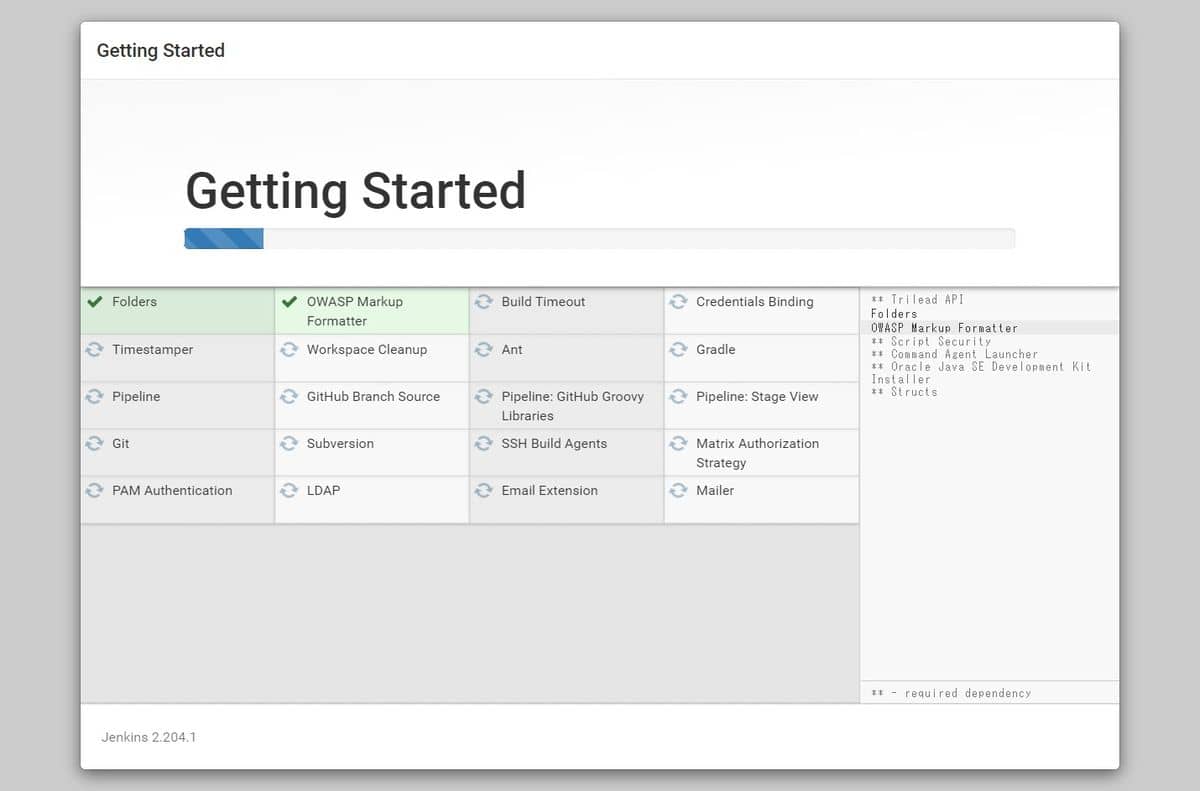 Getting Started
Getting Started
Folders
OWASP Markup
Formatter
Build Timeout
Credentials Binding
Timestamper
Workspace Cleanup
Ant
Gradle
Pipeline
GitHub Branch Source
Pipeline: GitHub Groovy
Libraries
Pipeline: Stage View
Git
Subversion
SSH Build Agents
Matrix Authorization
Strategy
PAM Authentication
LDAP
Email Extension
Mailer
** Trilead API
Folders
OWASP Markup Formatter
** Script Security
** Command Agent Launcher
** Oracle Java SE Development Kit
Installer
** Structs
** - required dependency
Jenkins 2.204.1